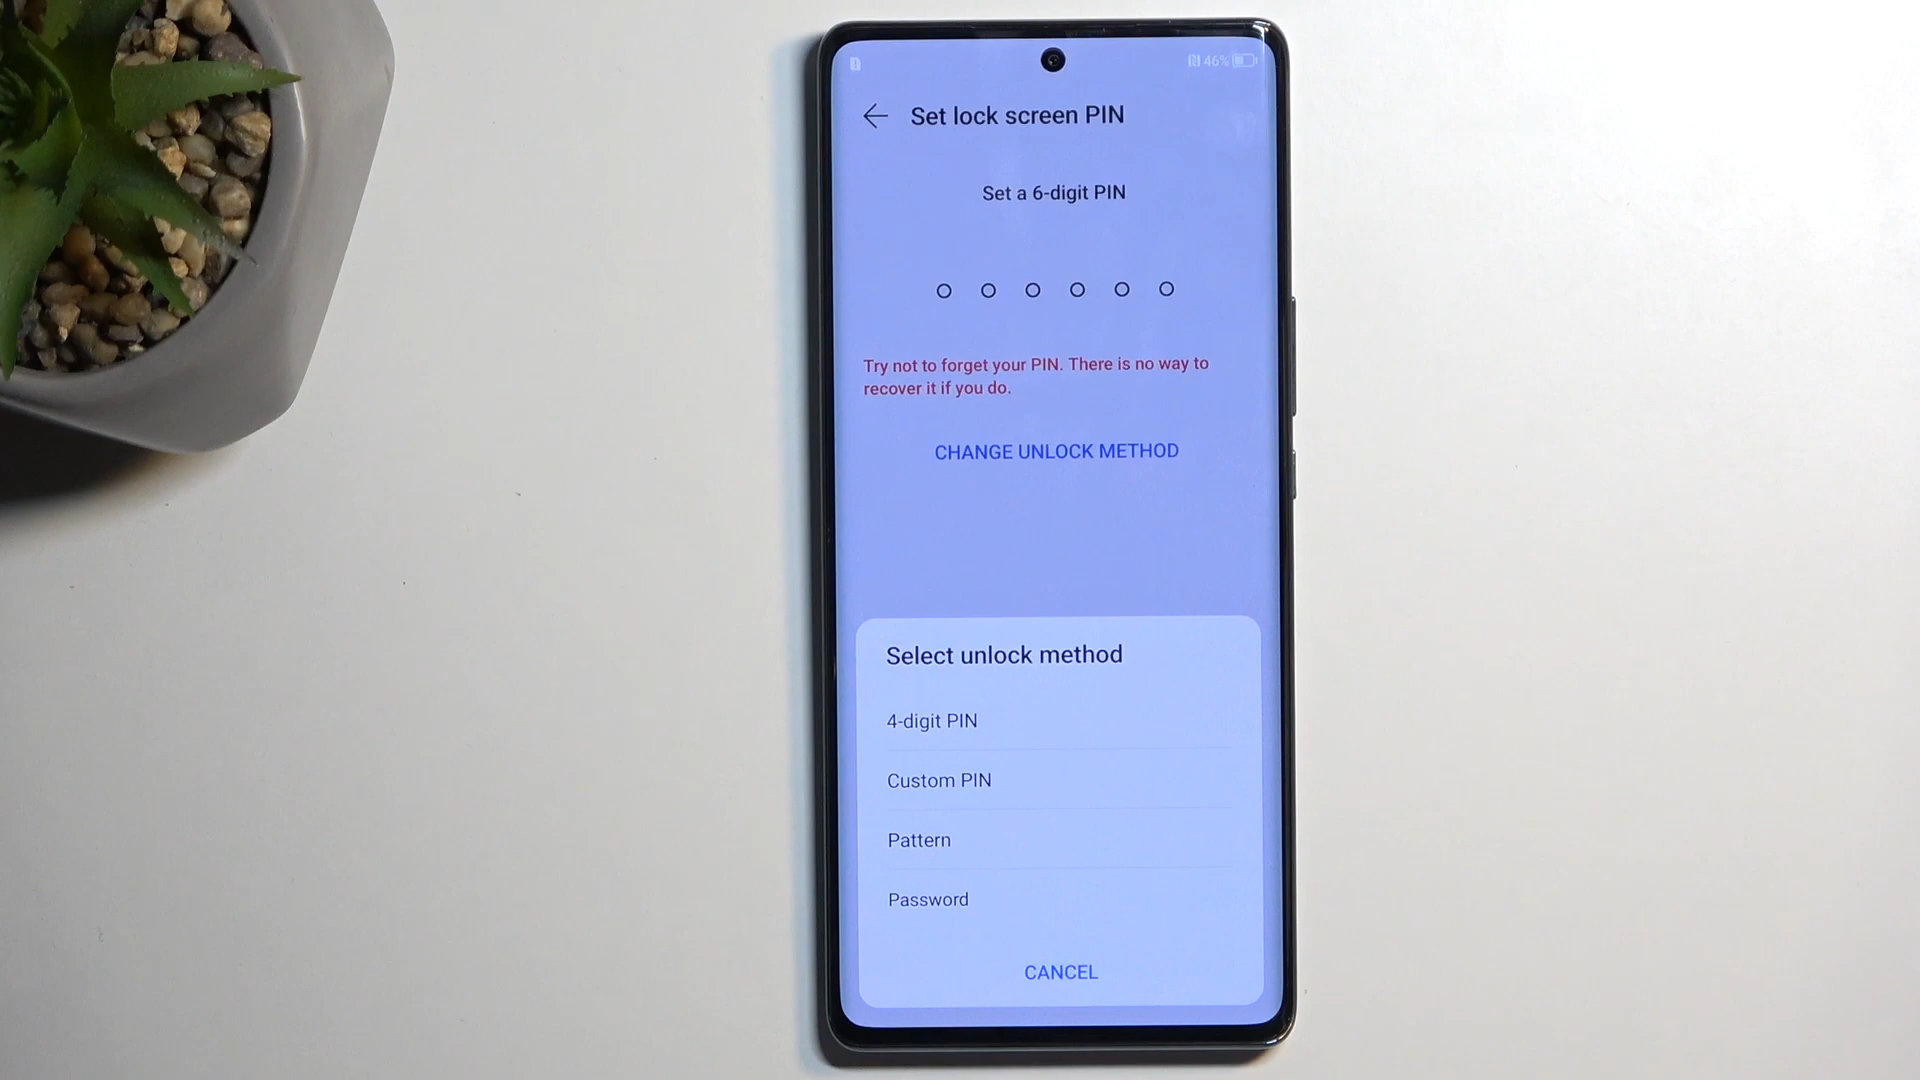 46%
Set lock screen PIN
Set a 6-digit PIN
Try not to forget your PIN. There is no way to
recover it if you do.
CHANGE UNLOCK METHOD
Select unlock method
4-digit PIN
Custom PIN
Pattern
Password
CANCEL